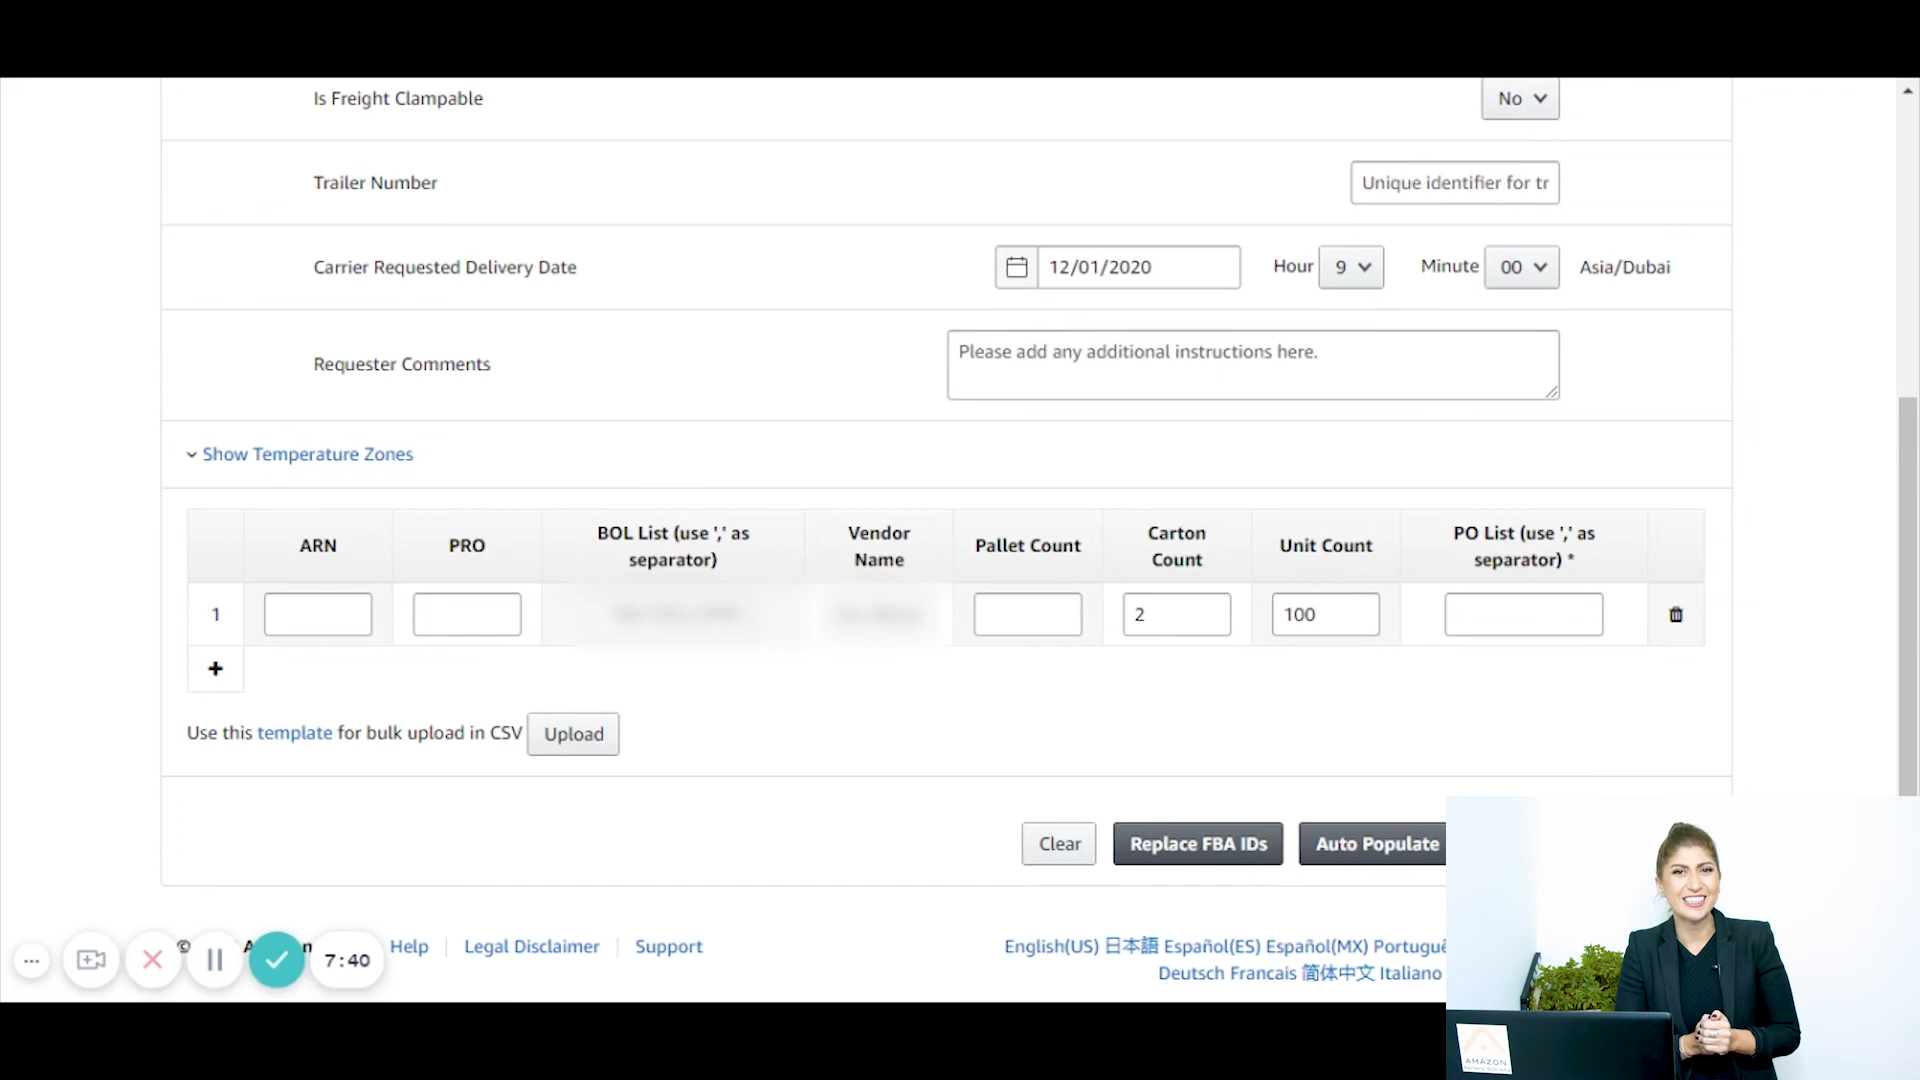 Is Freight Clampable
No
Trailer Number
Unique identifier for tr
Carrier Requested Delivery Date
12/01/2020
Hour 9
Minute 00
Asia/Dubai
Requester Comments
Please add any additional instructions here.
Show Temperature Zones
ARN
PRO
BOL List (use ',' as
separator)
Vendor
Name
Pallet Count
Carton
Count
Unit Count
PO List (use ',' as
separator) *
1
2
100
+
Use this template for bulk upload in CSV
Upload
Clear
Replace FBA IDs
Auto Populate
7:40
Help
Legal Disclaimer
Support
English(US) 日本語 Español(ES) Español(MX)
Deutsch Francais 简体中文 Italiano
AMAZON